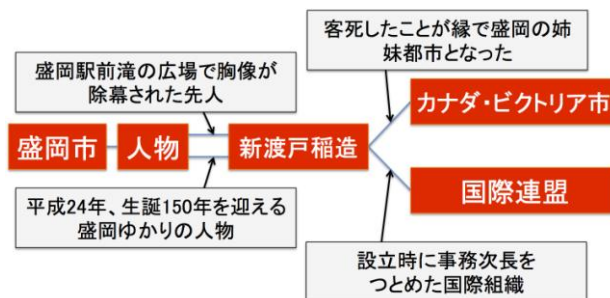 客死したことが縁で盛岡の姉
妹都市となった
盛岡駅前滝の広場で胸像が
除幕された先人
カナダ・ビクトリア市
盛岡市
人物
新渡戸稲造
国際連盟
平成24年、生誕150年を迎える
盛岡ゆかりの人物
設立時に事務次長を
つとめた国際組織